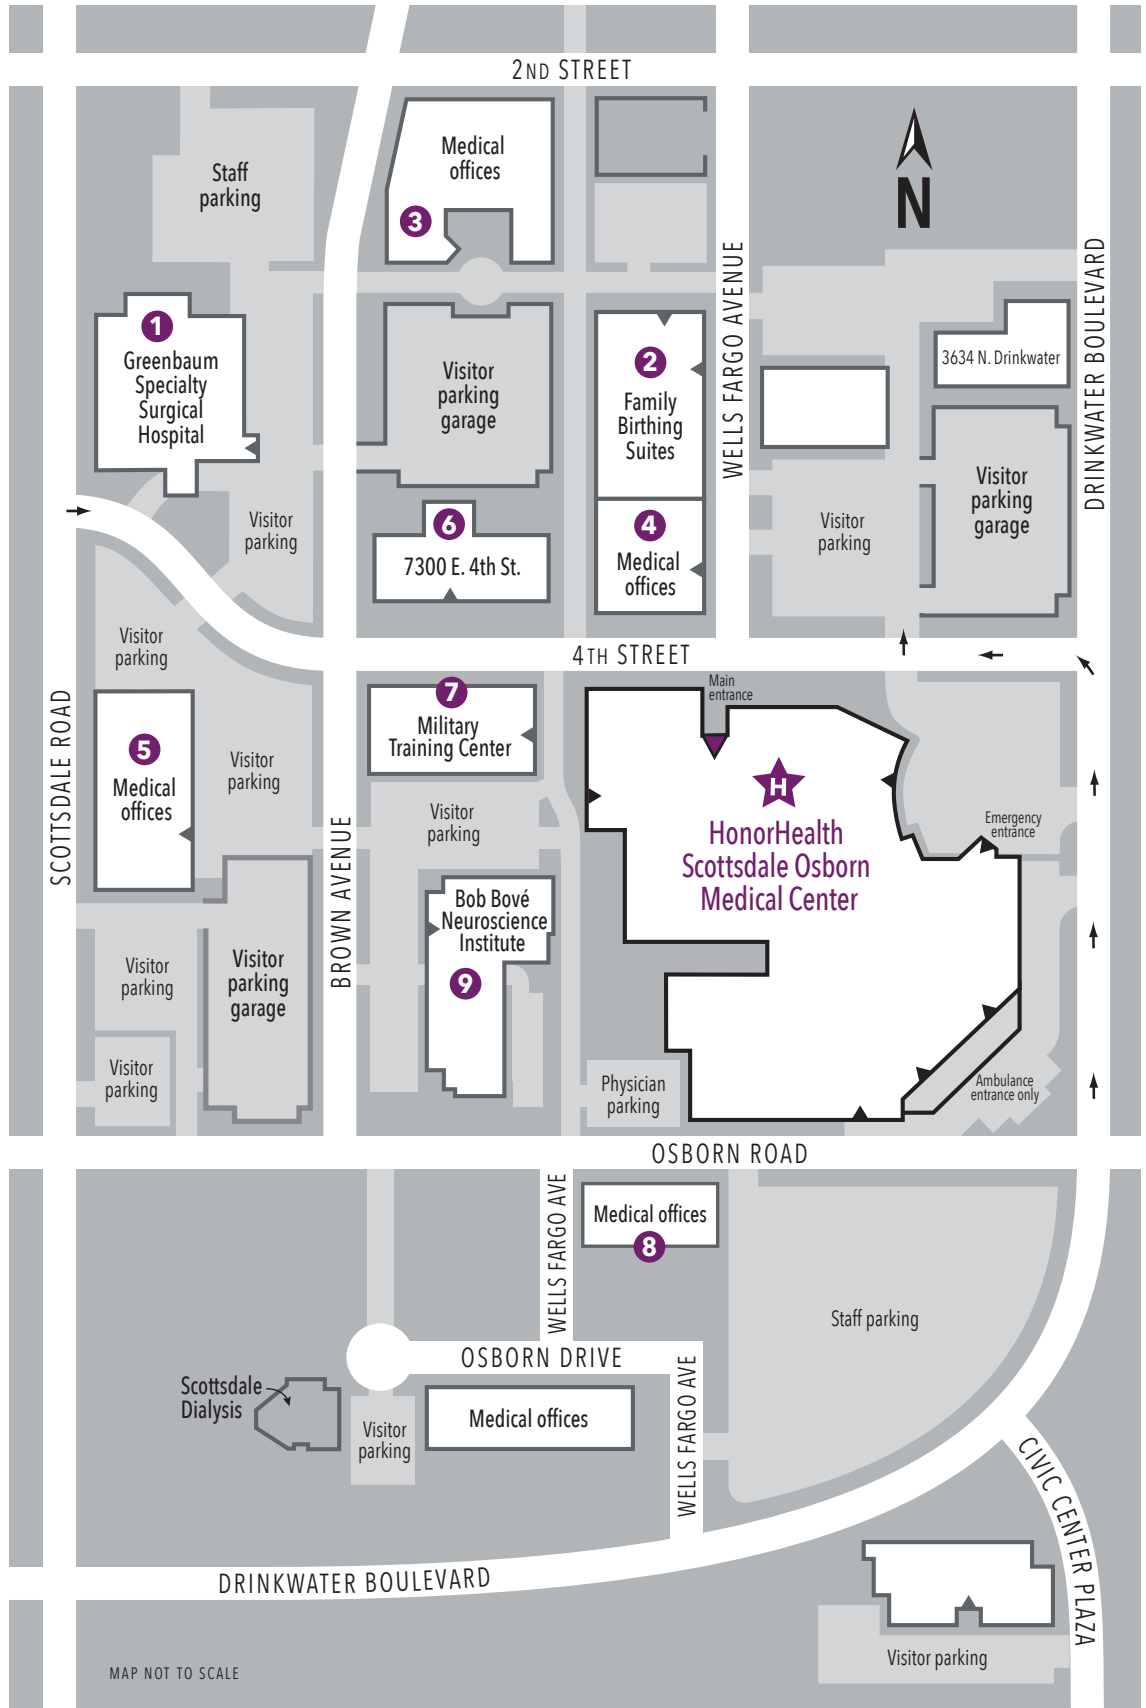 2ND STREET
Medical
offices
3
Staff
parking
N
WELLS FARGO AVENUE
DRINKWATER BOULEVARD
1
Greenbaum
Specialty
Surgical
Hospital
Visitor
parking
garage
2
Family
Birthing
Suites
3634 N. Drinkwater
Visitor
parking
garage
Visitor
parking
6
7300 E. 4th St.
4
Medical
offices
Visitor
parking
Visitor
parking
4TH STREET
SCOTTSDALE ROAD
5
Medical
offices
Visitor
parking
7
Military
Training Center
Main
entrance
H
HonorHealth
Scottsdale Osborn
Medical Center
Emergency
entrance
Visitor
parking
BROWN AVENUE
Bob Bové
Neuroscience
Institute
9
Visitor
parking
Visitor
parking
garage
Visitor
parking
Physician
parking
Ambulance
entrance only
OSBORN ROAD
WELLS FARGO AVE
Medical offices
8
Staff parking
OSBORN DRIVE
Scottsdale
Dialysis
Visitor
parking
Medical offices
WELLS FARGO AVE
CIVIC CENTER PLAZA
DRINKWATER BOULEVARD
Visitor parking
MAP NOT TO SCALE